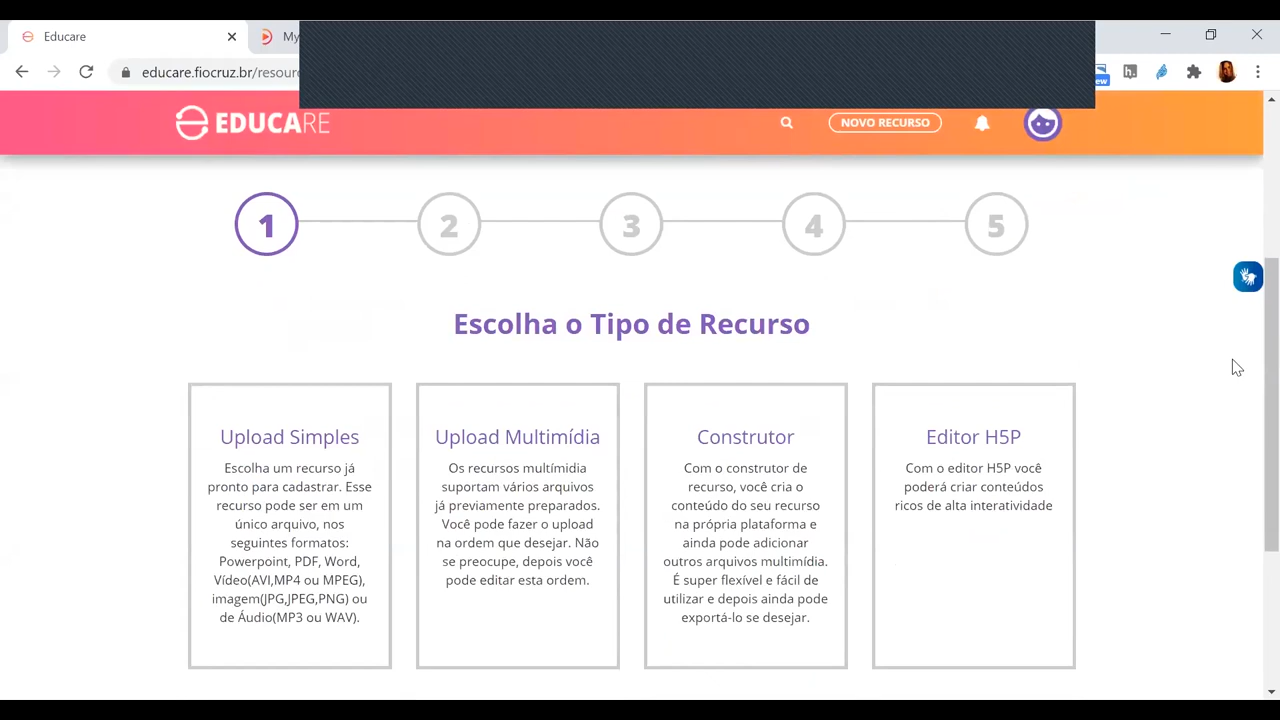 Educare
My
educare.fiocruz.br/resour
ew
EDUCARE
NOVO RECURSO
1
2
3
4
5
Escolha o Tipo de Recurso
Upload Simples
Escolha um recurso já
pronto para cadastrar. Esse
recurso pode ser em um
único arquivo, nos
seguintes formatos:
Powerpoint, PDF, Word,
Vídeo(AVI,MP4 ou MPEG),
imagem(JPG,JPEG,PNG) ou
de Áudio(MP3 ou WAV).
Upload Multimídia
Os recursos multímidia
suportam vários arquivos
já previamente preparados.
Você pode fazer o upload
na ordem que desejar. Não
se preocupe, depois você
pode editar esta ordem.
Construtor
Com o construtor de
recurso, você cria o
conteúdo do seu recurso
na própria plataforma e
ainda pode adicionar
outros arquivos multimídia.
É super flexível e fácil de
utilizar e depois ainda pode
exportá-lo se desejar.
Editor H5P
Com o editor H5P você
poderá criar conteúdos
ricos de alta interatividade